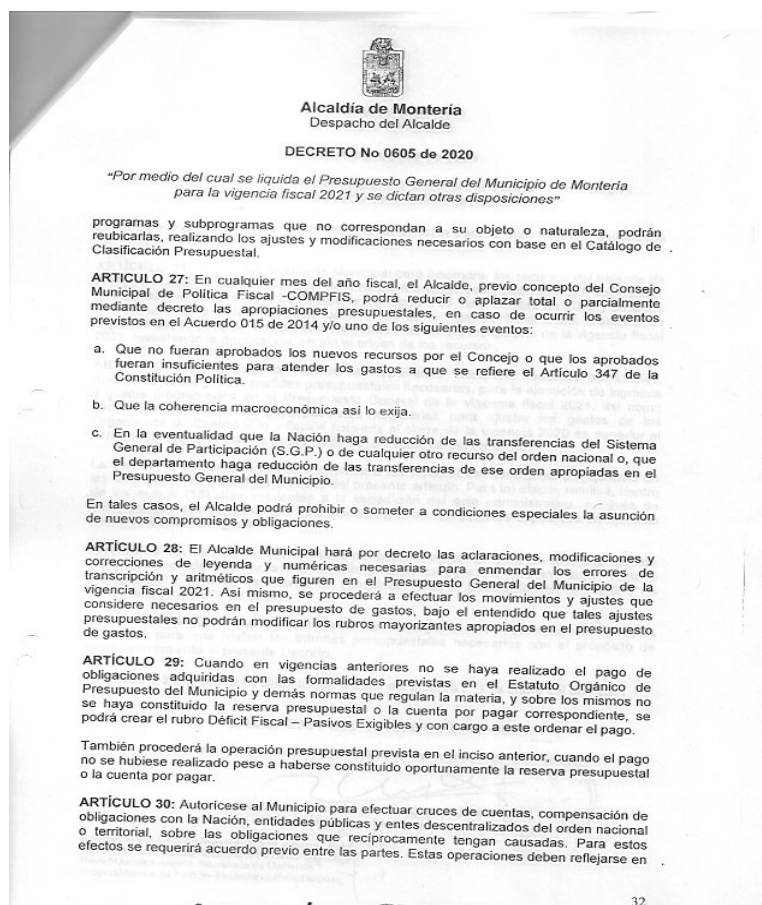 Alcaldía de Montería
Despacho del Alcalde
DECRETO No 0605 de 2020
"Por medio del cual se liquida el Presupuesto General del Municipio de Montería
para la vigencia fiscal 2021 y se dictan otras disposiciones"
programas y subprogramas que no correspondan a su objeto o naturaleza, podrán
reubicarlas, realizando los ajustes y modificaciones necesarios con base en el Catálogo de
Clasificación Presupuestal.
ARTICULO 27: En cualquier mes del año fiscal, el Alcalde, previo concepto del Consejo
Municipal de Política Fiscal -COMPFIS, podrá reducir o aplazar total o parcialmente
mediante decreto las apropiaciones presupuestales, en caso de ocurrir los eventos
previstos en el Acuerdo 015 de 2014 y/o uno de los siguientes eventos:
a. Que no fueran aprobados los nuevos recursos por el Concejo o que los aprobados
fueran insuficientes para atender los gastos a que se refiere el Artículo 347 de la
Constitución Política.
b. Que la coherencia macroeconómica asi lo exija.
c. En la eventualidad que la Nación haga reducción de las transferencias del Sistema
General de Participación (S.G.P.) o de cualquier otro recurso del orden nacional o, que
el departamento haga reducción de las transferencias de ese orden apropiadas en el
Presupuesto General del Municipio.
En tales casos, el Alcalde podrá prohibir o someter a condiciones especiales la asunción
de nuevos compromisos y obligaciones.
ARTÍCULO 28: El Alcalde Municipal hará por decreto las aclaraciones, modificaciones y
correcciones de leyenda y numéricas necesarias para enmendar los errores de
transcripción y aritméticos que figuren en el Presupuesto General del Municipio de la
vigencia fiscal 2021. Así mismo, se procederá a efectuar los movimientos y ajustes que
considere necesarios en el presupuesto de gastos, bajo el entendido que tales ajustes
presupuestales no podrán modificar los rubros mayorizantes apropiados en el presupuesto
de gastos.
ARTÍCULO 29: Cuando en vigencias anteriores no se haya realizado el pago de
obligaciones adquiridas con las formalidades previstas en el Estatuto Orgánico de
Presupuesto del Municipio y demás normas que regulan la materia, y sobre los mismos no
se haya constituido la reserva presupuestal o la cuenta por pagar correspondiente, se
podrá crear el rubro Déficit Fiscal – Pasivos Exigibles y con cargo a este ordenar el pago.
También procederá la operación presupuestal prevista en el inciso anterior, cuando el pago
no se hubiese realizado pese a haberse constituido oportunamente la reserva presupuestal
o la cuenta por pagar.
ARTÍCULO 30: Autorícese al Municipio para efectuar cruces de cuentas, compensación de
obligaciones con la Nación, entidades públicas y entes descentralizados del orden nacional
o territorial, sobre las obligaciones que recíprocamente tengan causadas. Para estos
efectos se requerirá acuerdo previo entre las partes. Estas operaciones deben reflejarse en
32